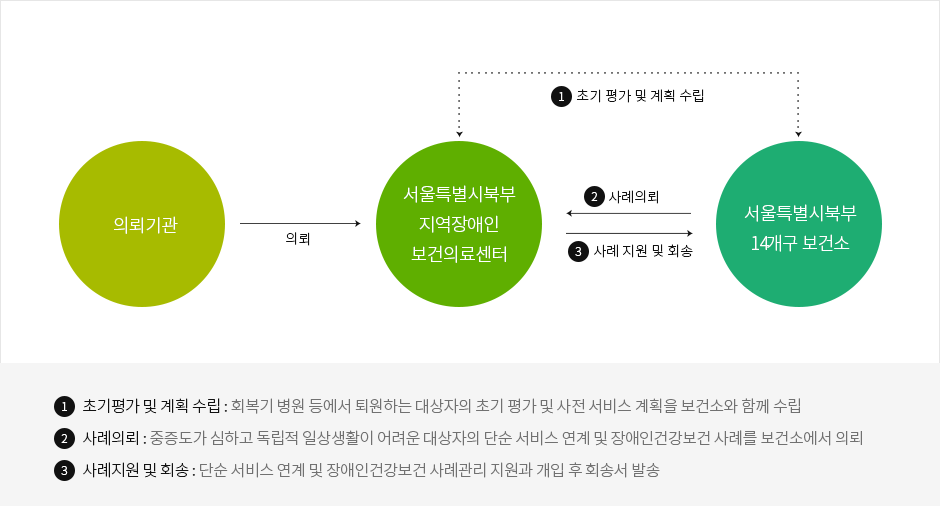 1 초기 평가 및 계획 수립
의뢰기관
의뢰
서울특별시북부
지역장애인
보건의료센터
2 사례의뢰
3 사례 지원 및 회송
서울특별시북부
14개구 보건소
1 초기평가 및 계획 수립 : 회복기 병원 등에서 퇴원하는 대상자의 초기 평가 및 사전 서비스 계획을 보건소와 함께 수립
2 사례의뢰 : 중증도가 심하고 독립적 일상생활이 어려운 대상자의 단순 서비스 연계 및 장애인건강보건 사례를 보건소에서 의뢰
3 사례지원 및 회송 : 단순 서비스 연계 및 장애인건강보건 사례관리 지원과 개입 후 회송서 발송